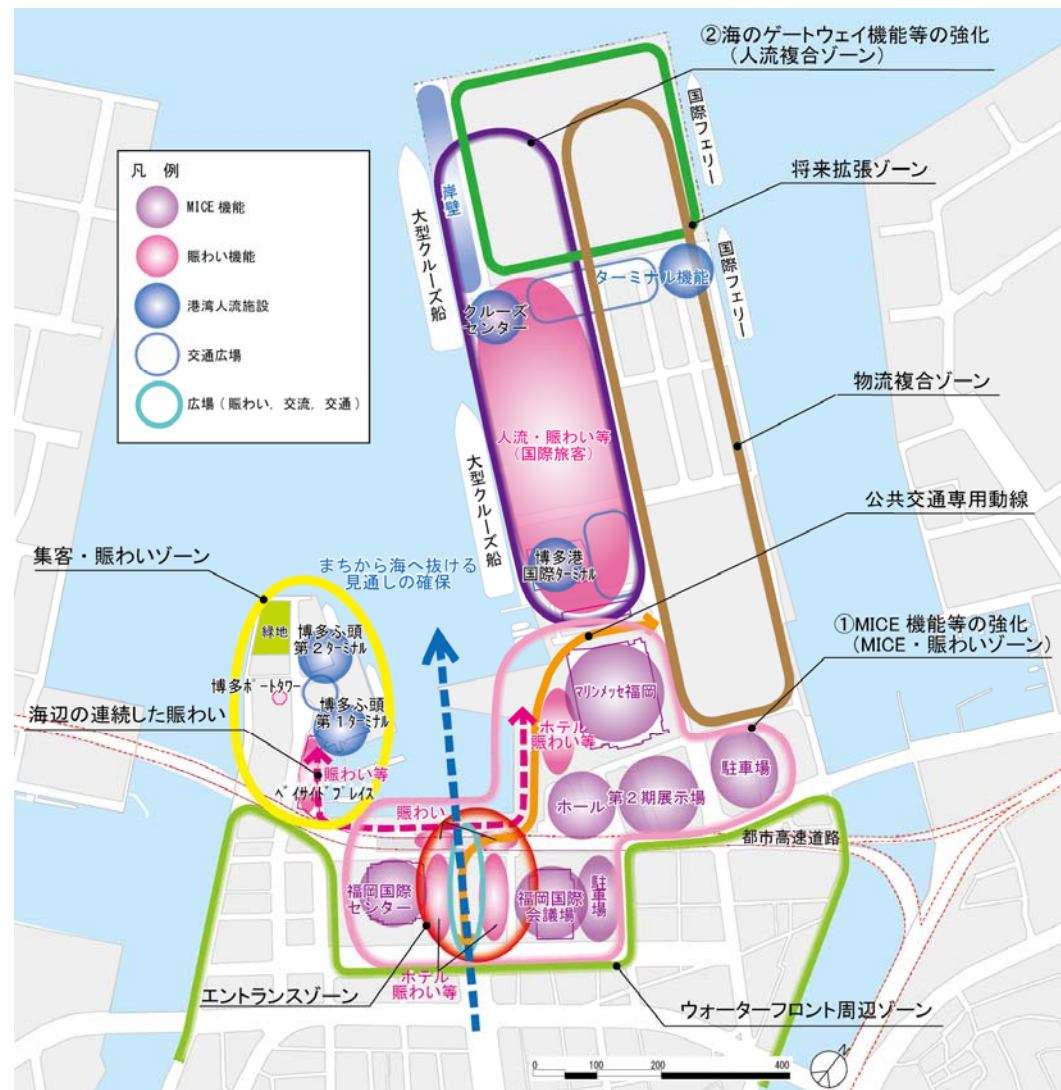 ②海のゲートウェイ機能等の強化
(人流複合ゾーン)
国際フェリー
将来拡張ゾーン
凡 例
MICE 機能
賑わい機能
港湾人流施設
交通広場
広場(賑わい, 交流, 交通)
岸壁
大型クルーズ船
国際フェリー
ターミナル機能
クルーズ
センター
物流複合ゾーン
人流・賑わい等
(国際旅客)
大型クルーズ船
公共交通専用動線
集客・賑わいゾーン
まちから海へ抜ける
見通しの確保
博多港
国際ターミナル
①MICE 機能等の強化
(MICE・賑わいゾーン)
緑地
博多ふ頭
第2ターミナル
博多ポートタワー
マリンメッセ福岡
海辺の連続した賑わい
博多ふ頭
第1ターミナル
ホテル
賑わい等
駐車場
賑わい等
ベイサイドプレイス
ホール
第2期展示場
賑わい
都市高速道路
福岡国際
センター
福岡国際
会議場
駐車場
ホテル
賑わい等
エントランスゾーン
ウォーターフロント周辺ゾーン
0 100 200 400
N